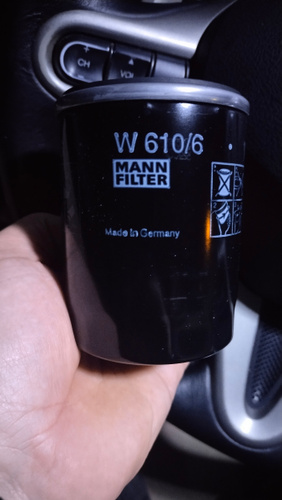 +
CH
VOL
W 610/6
MANN
FILTER
Made in Germany